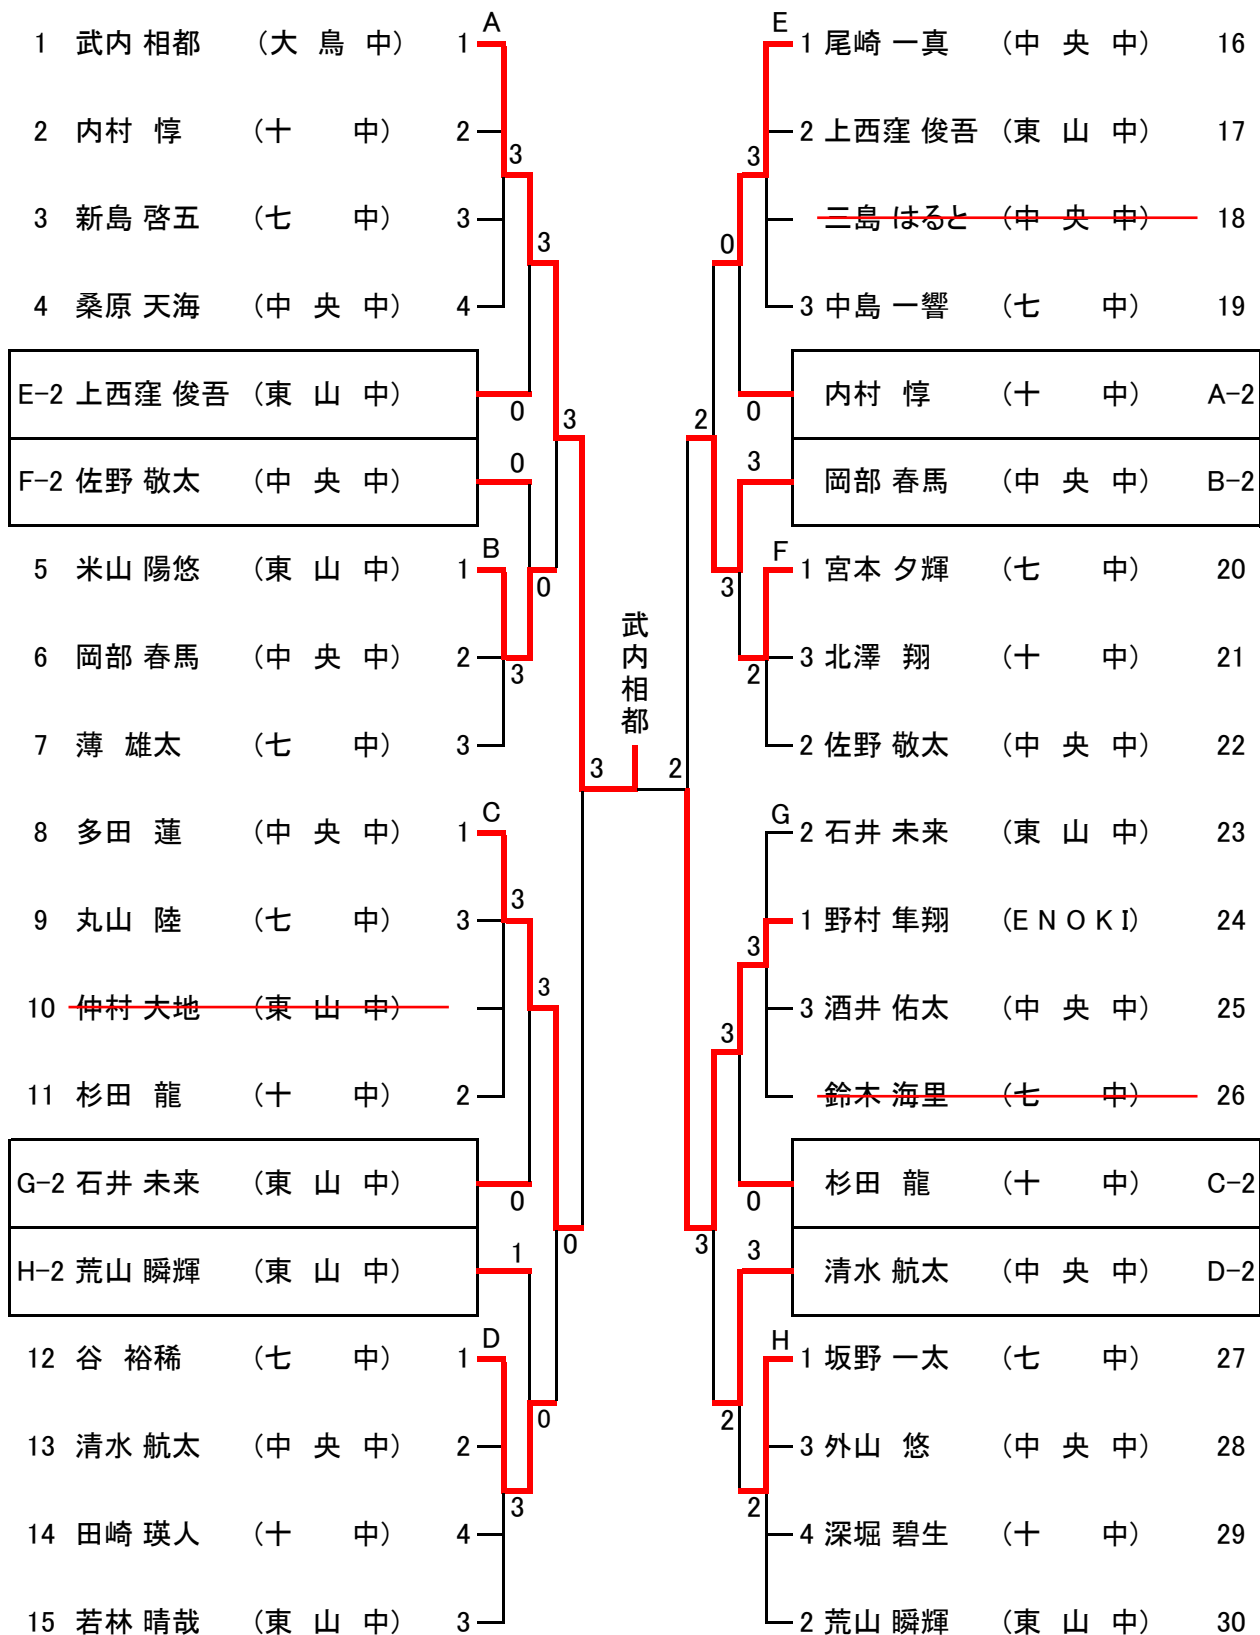 A
1 武内 相都 (大 鳥 中) 1
2 内村 惇 (十 中) 2
3
3 新島 啓五 (七 中) 3
3
4 桑原 天海 (中 央 中) 4
E-2 上西窪 俊吾 (東 山 中)
0
3
F-2 佐野 敬太 (中 央 中)
0
B
5 米山 陽悠 (東 山 中) 1
0
6 岡部 春馬 (中 央 中) 2
3
7 薄 雄太 (七 中) 3
3
C
8 多田 蓮 (中 央 中) 1
3
9 丸山 陸 (七 中) 3
3
10 仲村 大地 (東 山 中)
11 杉田 龍 (十 中) 2
G-2 石井 未来 (東 山 中)
0
0
1
H-2 荒山 瞬輝 (東 山 中)
D
12 谷 裕稀 (七 中) 1
0
13 清水 航太 (中 央 中) 2
3
14 田崎 瑛人 (十 中) 4
15 若林 晴哉 (東 山 中) 3
武内相都
E
1 尾崎 一真 (中 央 中) 16
2 上西窪 俊吾 (東 山 中) 17
3
三島 はると (中 央 中) 18
0
3 中島 一響 (七 中) 19
内村 惇 (十 中) A-2
0
2
3
岡部 春馬 (中 央 中) B-2
F
1 宮本 夕輝 (七 中) 20
3
3 北澤 翔 (十 中) 21
2
2 佐野 敬太 (中 央 中) 22
2
G
2 石井 未来 (東 山 中) 23
1 野村 隼翔 (E N O K I) 24
3
3 酒井 佑太 (中 央 中) 25
3
鈴木 海里 (七 中) 26
杉田 龍 (十 中) C-2
0
3
3
清水 航太 (中 央 中) D-2
H
1 坂野 一太 (七 中) 27
2
3 外山 悠 (中 央 中) 28
2
4 深堀 碧生 (十 中) 29
2 荒山 瞬輝 (東 山 中) 30